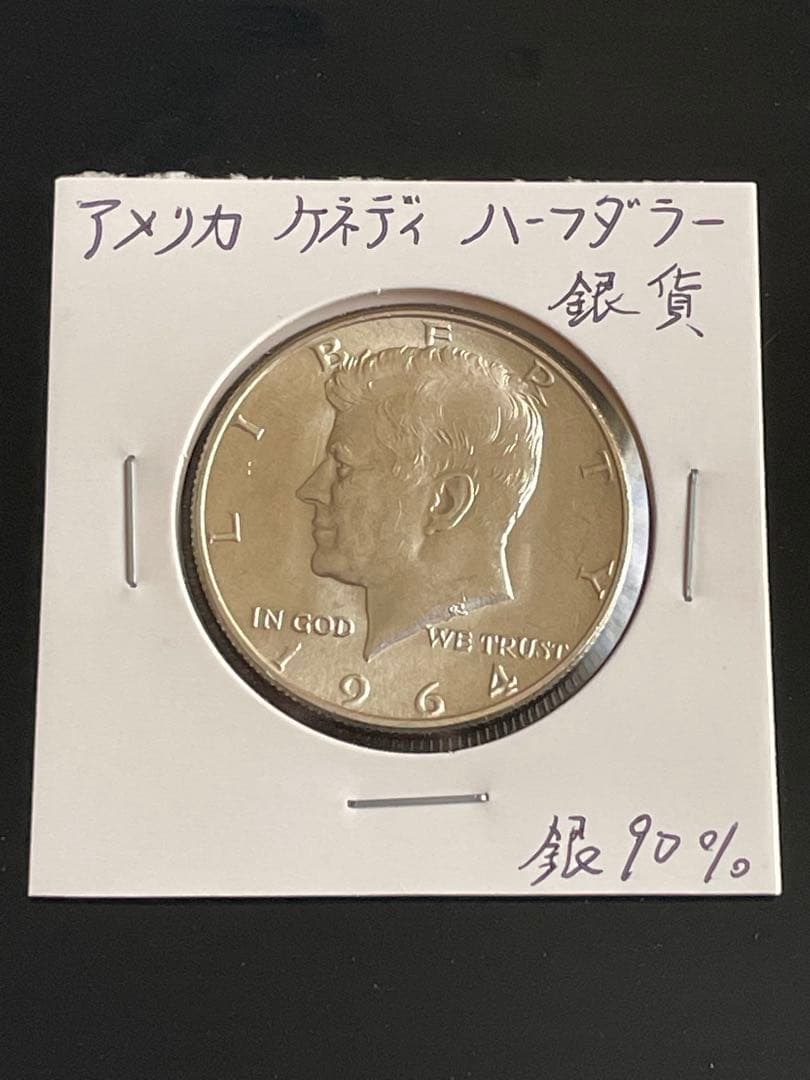 アメリカ ケネディ ハーフダラー
銀貨
LIBERTY
IN GOD WE TRUST
1964
銀90%